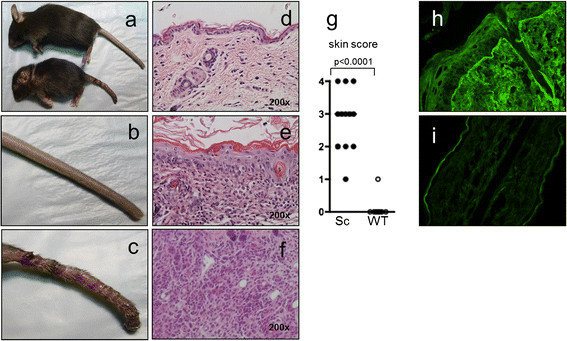 a
b
c
d
200x
e
200x
f
200x
g
skin score
p<0.0001
4
3
2
1
0
Sc WT
h
i